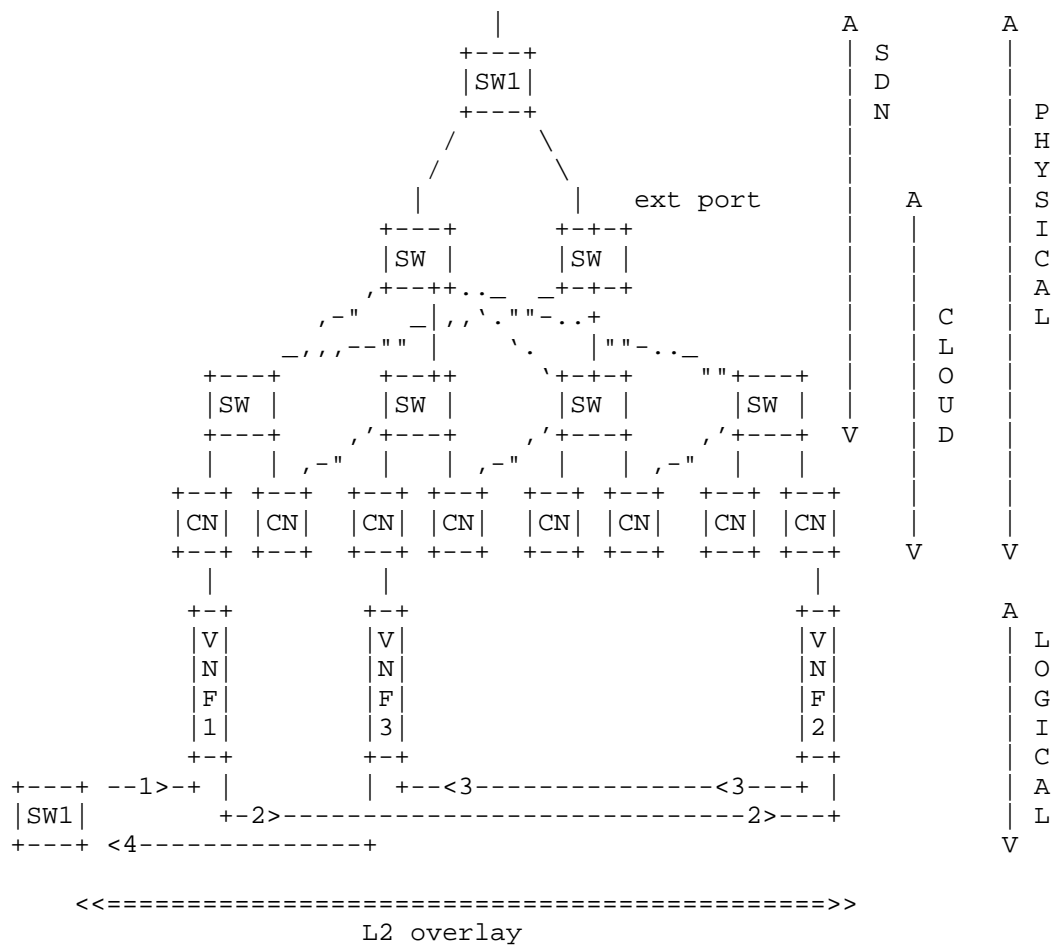 SW1
SDN
PHYSICAL
ext port
SW SW
CLOUD
SW SW SW SW
CN CN CN CN CN CN CN CN
VNF1 VNF3 VNF2
LOGICAL
--1>-+ +--<3---------------<3----+
SW1 +-2>-----------------------------2>---+
<4--------------+
<<=============================================>>
L2 overlay